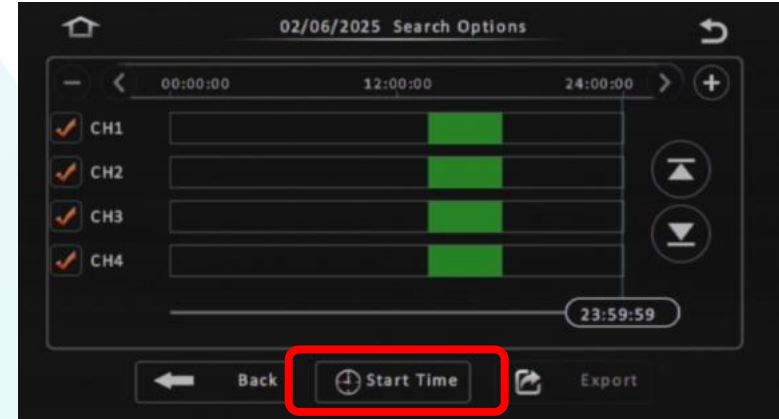 02/06/2025 Search Options
00:00:00 12:00:00 24:00:00
CH1
CH2
CH3
CH4
23:59:59
Back Start Time Export